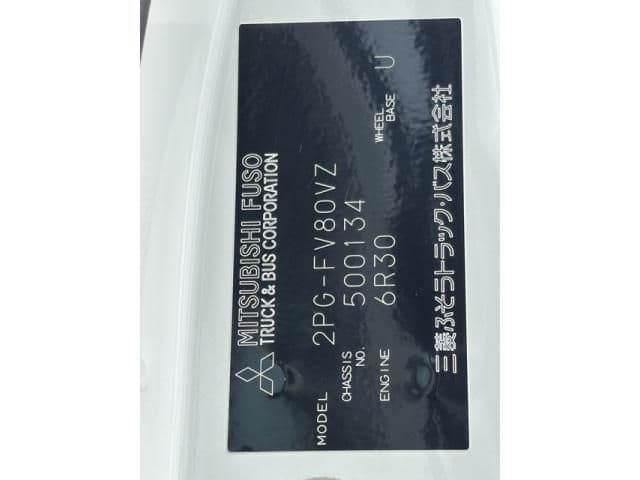 MITSUBISHI FUSO
TRUCK & BUS CORPORATION
MODEL 2PG-FV80VZ
CHASSIS NO. 500134
ENGINE 6R30 WHEEL BASE U
三菱ふそうトラック・バス株式会社